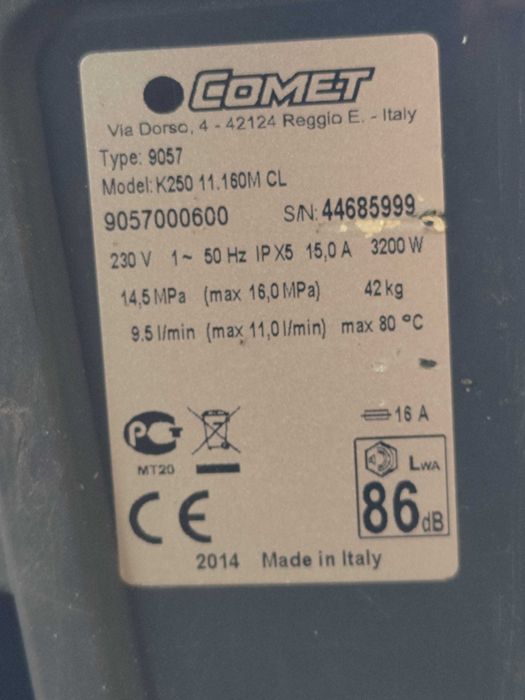 COMET
Via Dorso, 4 - 42124 Reggio E. - Italy
Type: 9057
Model: K250 11.160M CL
9057000600 S/N: 44685999
230 V 1~ 50 Hz IPX5 15,0 A 3200 W
14,5 MPa (max 16,0 MPa) 42 kg
9.5 l/min (max 11,0 l/min) max 80 °C
16 A
MT20
LWA
86 dB
CE
2014 Made in Italy